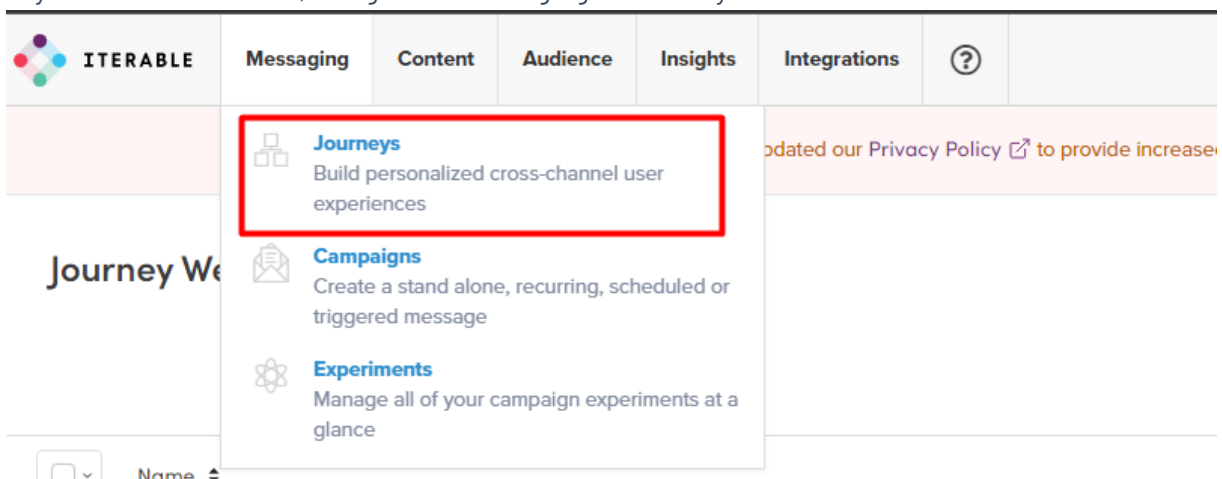 ITERABLE Messaging Content Audience Insights Integrations ?
Journeys
Build personalized cross-channel user
experiences
pdated our Privacy Policy to provide increase
Journey We
Campaigns
Create a stand alone, recurring, scheduled or
triggered message
Experiments
Manage all of your campaign experiments at a
glance
Name